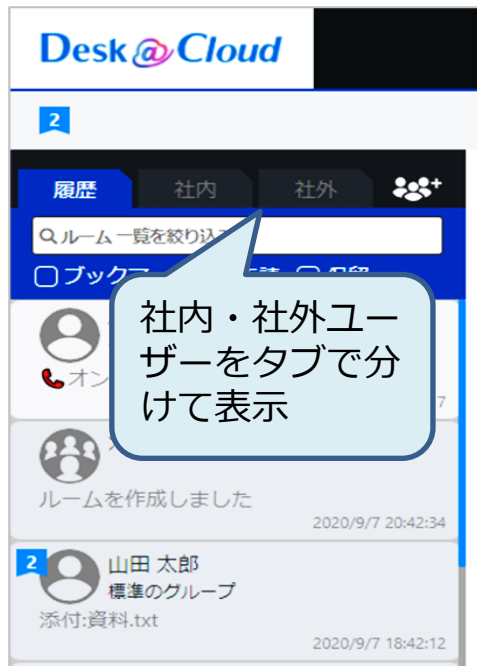 Desk@Cloud
2
履歴 社内 社外
ルーム一覧を絞り込
ブックマ
社内・社外ユー
ザーをタブで分
けて表示
オン
7
ルームを作成しました
2020/9/7 20:42:34
2
山田 太郎
標準のグループ
添付:資料.txt
2020/9/7 18:42:12